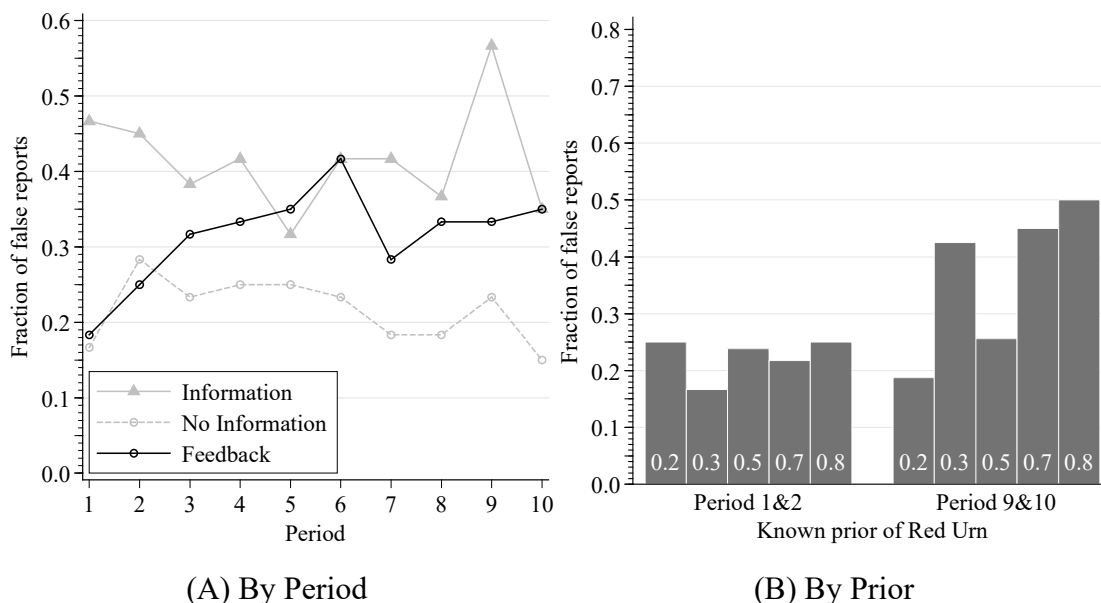 Fraction of false reports
0.6
0.5
0.4
0.3
0.2
0.1
0.0
Information
No Information
Feedback
1 2 3 4 5 6 7 8 9 10
Period
(A) By Period
Fraction of false reports
0.8
0.7
0.6
0.5
0.4
0.3
0.2
0.1
0.0
0.2 0.3 0.5 0.7 0.8
0.2 0.3 0.5 0.7 0.8
Period 1&2
Period 9&10
Known prior of Red Urn
(B) By Prior